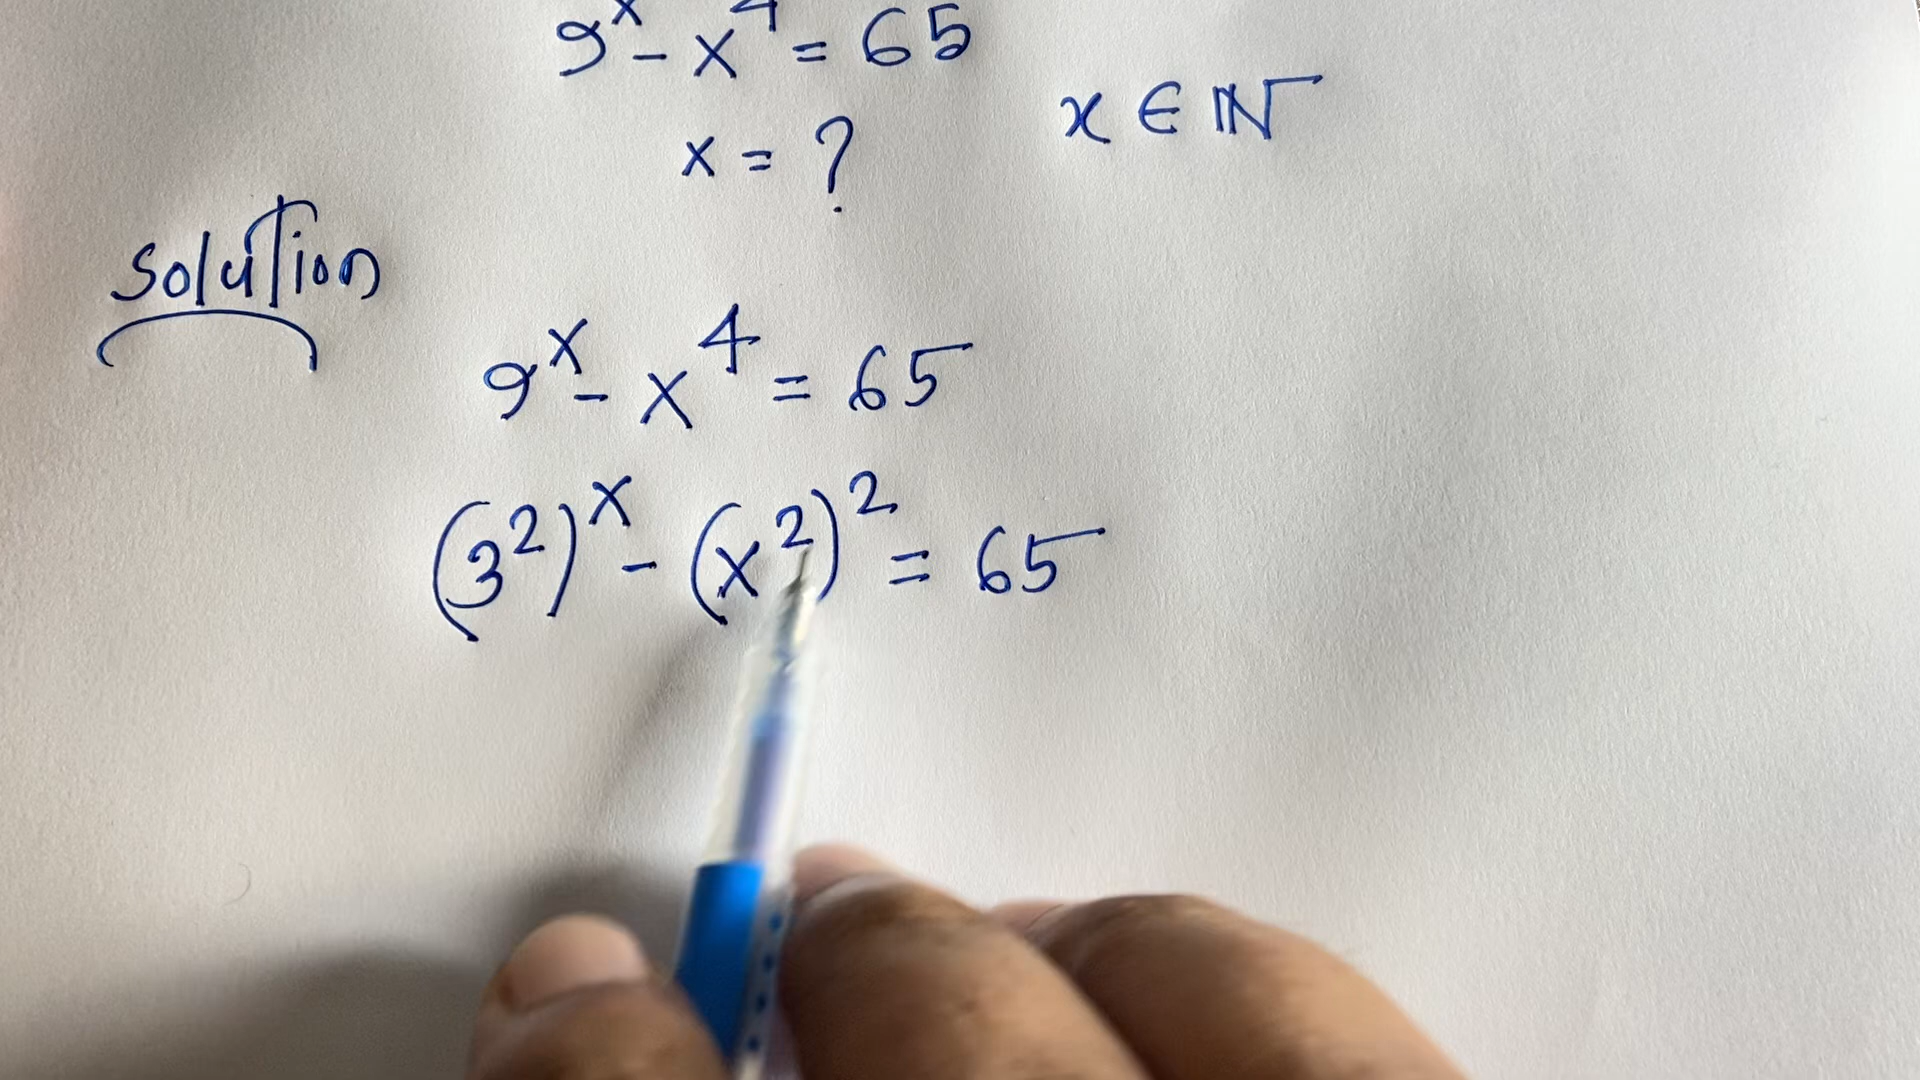 9^x - x^4 = 65
x = ? x ∈ ℕ
Solution
9^x - x^4 = 65
(3^2)^x - (x^2)^2 = 65